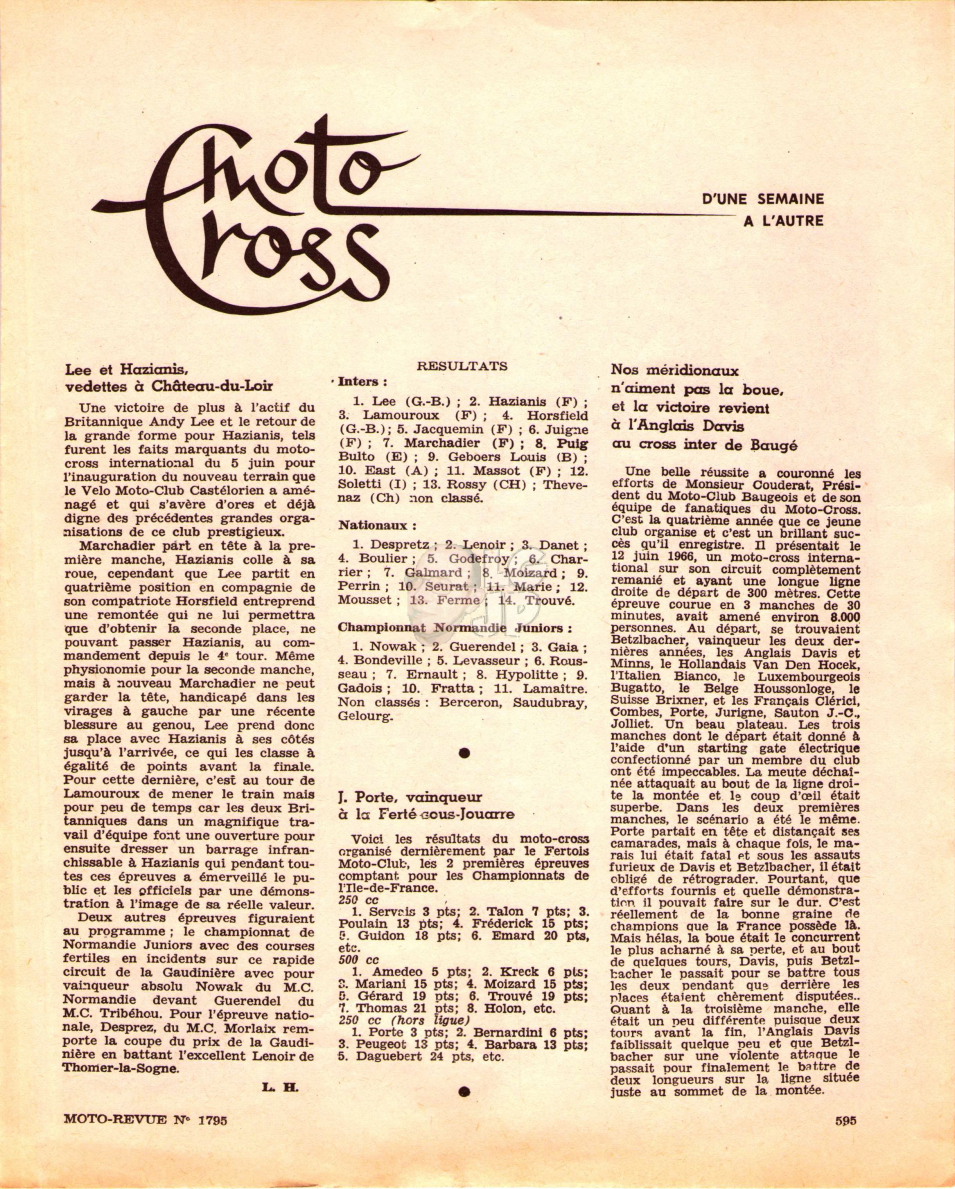 Moto Cross
D'UNE SEMAINE
A L'AUTRE
Lee et Hazianis,
vedettes à Château-du-Loir
Une victoire de plus à l'actif du
Britannique Andy Lee et le retour de
la grande forme pour Hazianis, tels
furent les faits marquants du moto-
cross international du 5 juin pour
l'inauguration du nouveau terrain que
le Velo Moto-Club Castélorien a amé-
nagé et qui s'avère d'ores et déjà
digne des précédentes grandes orga-
nisations de ce club prestigieux.
Marchadier part en tête à la pre-
mière manche, Hazianis colle à sa
roue, cependant que Lee partit en
quatrième position en compagnie de
son compatriote Horsfield entreprend
une remontée qui ne lui permettra
que d'obtenir la seconde place, ne
pouvant passer Hazianis, au com-
mandement depuis le 4e tour. Même
physionomie pour la seconde manche,
mais à nouveau Marchadier ne peut
garder la tête, handicapé dans les
virages à gauche par une récente
blessure au genou, Lee prend donc
sa place avec Hazianis à ses côtés
jusqu'à l'arrivée, ce qui les classe à
égalité de points avant la finale.
Pour cette dernière, c'est au tour de
Lamouroux de mener le train mais
pour peu de temps car les deux Bri-
tanniques dans un magnifique tra-
vail d'équipe font une ouverture pour
ensuite dresser un barrage infran-
chissable à Hazianis qui pendant tou-
tes ces épreuves a émerveillé le pu-
blic et les officiels par une démons-
tration à l'image de sa réelle valeur.
Deux autres épreuves figuraient
au programme ; le championnat de
Normandie Juniors avec des courses
fertiles en incidents sur ce rapide
circuit de la Gaudinière avec pour
vainqueur absolu Nowak du M.C.
Normandie devant Guerendel du
M.C. Tribéhou. Pour l'épreuve natio-
nale, Desprez, du M.C. Morlaix rem-
porte la coupe du prix de la Gaudi-
nière en battant l'excellent Lenoir de
Thomer-la-Sogne.
L. H.
RESULTATS
Inters :
1. Lee (G.-B.) ; 2. Hazianis (F) ;
3. Lamouroux (F) ; 4. Horsfield
(G.-B.) ; 5. Jacquemin (F) ; 6. Juigne
(F) ; 7. Marchadier (F) ; 8. Puig
Bulto (E) ; 9. Geboers Louis (B) ;
10. East (A) ; 11. Massot (F) ; 12.
Soletti (I) ; 13. Rossy (CH) ; Theve-
naz (Ch) non classé.
Nationaux :
1. Despretz ; 2. Lenoir ; 3. Danet ;
4. Boulier ; 5. Godefroy ; 6. Char-
rier ; 7. Galmard ; 8. Moizard ; 9.
Perrin ; 10. Seurat ; 11. Marie ; 12.
Mousset ; 13. Ferme ; 14. Trouvé.
Championnat Normandie Juniors :
1. Nowak ; 2. Guerendel ; 3. Gaia ;
4. Bondeville ; 5. Levasseur ; 6. Rous-
seau ; 7. Ernault ; 8. Hypolitte ; 9.
Gadois ; 10. Fratta ; 11. Lamaître.
Non classés : Berceron, Saudubray,
Gelourg.
J. Porte, vainqueur
à la Ferté-sous-Jouarre
Voici les résultats du moto-cross
organisé dernièrement par le Fertois
Moto-Club, les 2 premières épreuves
comptant pour les Championnats de
l'Ile-de-France.
250 cc
1. Servais 3 pts; 2. Talon 7 pts; 3.
Poulain 13 pts; 4. Fréderick 15 pts;
5. Guidon 18 pts; 6. Emard 20 pts,
etc.
500 cc
1. Amedeo 5 pts; 2. Kreck 6 pts;
3. Mariani 15 pts; 4. Moizard 15 pts;
5. Gérard 19 pts; 6. Trouvé 19 pts;
7. Thomas 21 pts; 8. Holon, etc.
250 cc (hors ligue)
1. Porte 3 pts; 2. Bernardini 6 pts;
3. Peugeot 13 pts; 4. Barbara 13 pts;
5. Daguebert 24 pts, etc.
Nos méridionaux
n'aiment pas la boue,
et la victoire revient
à l'Anglais Davis
au cross inter de Baugé
Une belle réussite a couronné les
efforts de Monsieur Couderat, Prési-
dent du Moto-Club Baugeois et de son
équipe de fanatiques du Moto-Cross.
C'est la quatrième année que ce jeune
club organise et c'est un brillant suc-
cès qu'il enregistre. Il présentait le
12 juin 1966, un moto-cross interna-
tional sur son circuit complètement
remanié et ayant une longue ligne
droite de départ de 300 mètres. Cette
épreuve courue en 3 manches de 30
minutes, avait amené environ 8.000
personnes. Au départ, se trouvaient
Betzlbacher, vainqueur les deux der-
nières années, les Anglais Davis et
Minns, le Hollandais Van Den Hocek,
l'Italien Bianco, le Luxembourgeois
Bugatto, le Belge Houssonloge, le
Suisse Brixner, et les Français Clérici,
Combes, Porte, Jurigne, Sauton J.-C.,
Jolliet. Un beau plateau. Les trois
manches dont le départ était donné à
l'aide d'un starting gate électrique
confectionné par un membre du club
ont été impeccables. La meute déchaî-
née attaquait au bout de la ligne droi-
te la montée et le coup d'œil était
superbe. Dans les deux premières
manches, le scénario a été le même.
Porte partait en tête et distançait ses
camarades, mais à chaque fois, le ma-
rais lui était fatal et sous les assauts
furieux de Davis et Betzlbacher, il était
obligé de rétrograder. Pourtant, que
d'efforts fournis et quelle démonstra-
tion il pouvait faire sur le dur. C'est
réellement de la bonne graine de
champions que la France possède là.
Mais hélas, la boue était le concurrent
le plus acharné à sa perte, et au bout
de quelques tours, Davis, puis Betzl-
bacher le passait pour se battre tous
les deux pendant que derrière les
places étaient chèrement disputées..
Quant à la troisième manche, elle
était un peu différente puisque deux
tours avant la fin, l'Anglais Davis
faiblissait quelque peu et que Betzl-
bacher sur une violente attaque le
passait pour finalement le battre de
deux longueurs sur la ligne située
juste au sommet de la montée.
MOTO-REVUE N° 1795
595